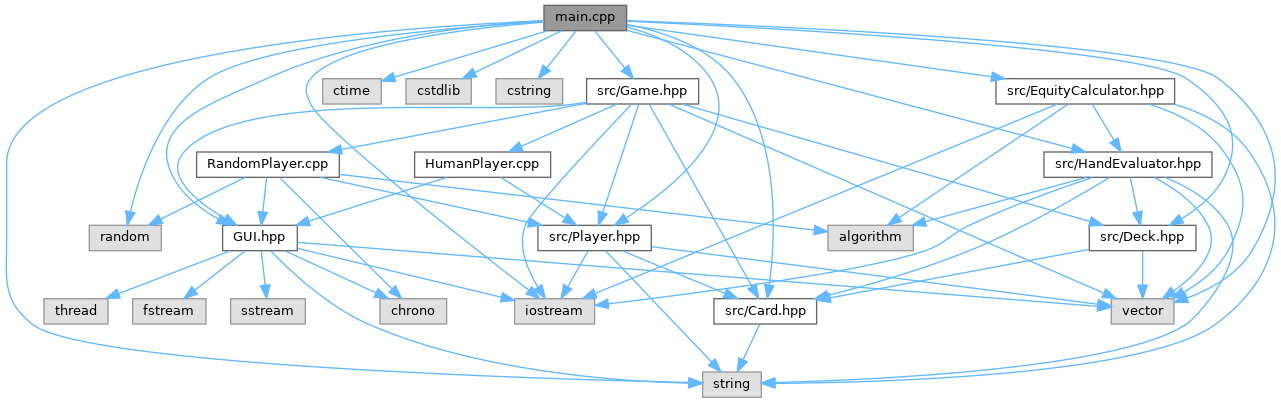 main.cpp
ctime
cstdlib
cstring
src/Game.hpp
src/EquityCalculator.hpp
RandomPlayer.cpp
HumanPlayer.cpp
src/HandEvaluator.hpp
random
GUI.hpp
src/Player.hpp
algorithm
src/Deck.hpp
thread
fstream
sstream
chrono
iostream
src/Card.hpp
vector
string